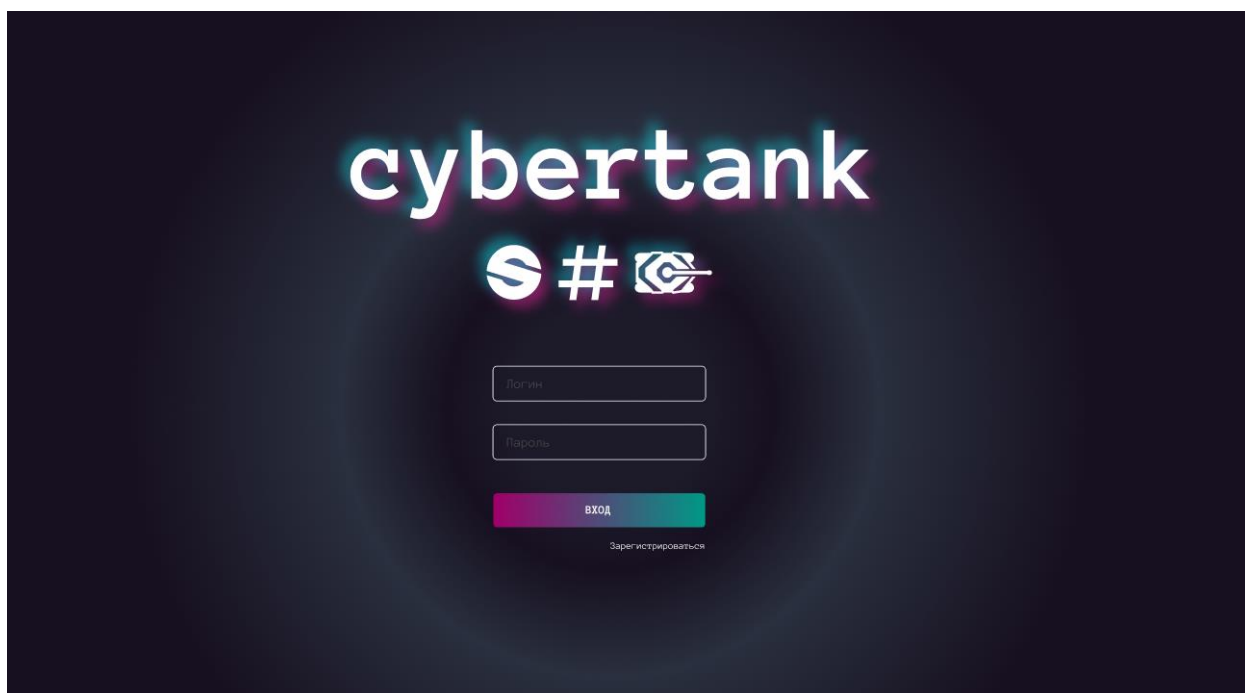 cybertank
#
Логин
Пароль
ВХОД
Зарегистрироваться